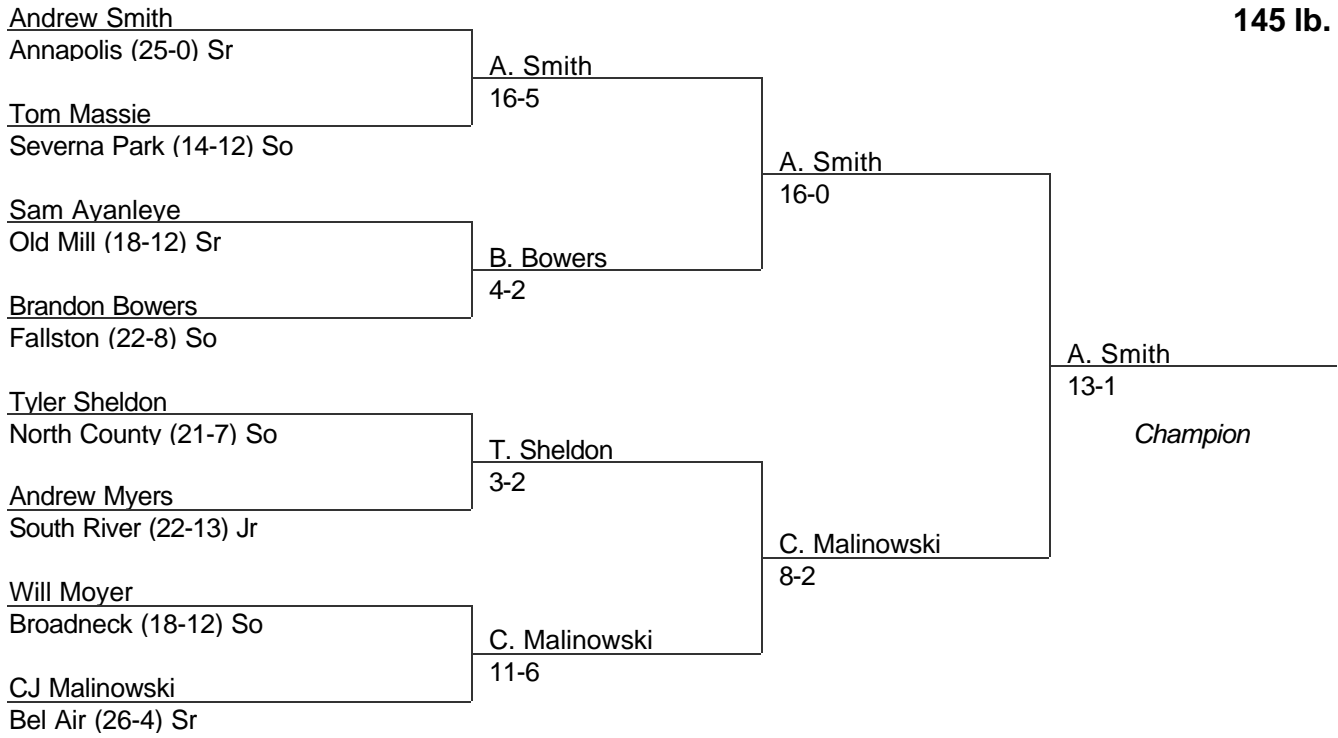 145 lb.
Andrew Smith
Annapolis (25-0) Sr
A. Smith
16-5
Tom Massie
Severna Park (14-12) So
A. Smith
16-0
Sam Ayanleye
Old Mill (18-12) Sr
B. Bowers
4-2
Brandon Bowers
Fallston (22-8) So
A. Smith
13-1
Champion
Tyler Sheldon
North County (21-7) So
T. Sheldon
3-2
Andrew Myers
South River (22-13) Jr
C. Malinowski
8-2
Will Moyer
Broadneck (18-12) So
C. Malinowski
11-6
CJ Malinowski
Bel Air (26-4) Sr